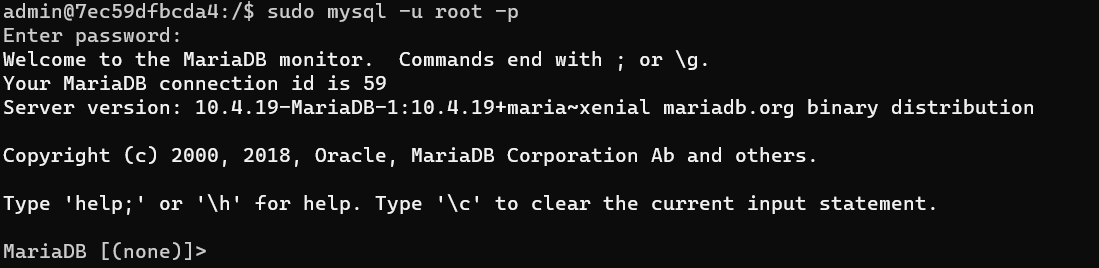 admin@7ec59dfbcda4:/$ sudo mysql -u root -p
Enter password:
Welcome to the MariaDB monitor.  Commands end with ; or \g.
Your MariaDB connection id is 59
Server version: 10.4.19-MariaDB-1:10.4.19+maria~xenial mariadb.org binary distribution

Copyright (c) 2000, 2018, Oracle, MariaDB Corporation Ab and others.

Type 'help;' or '\h' for help. Type '\c' to clear the current input statement.

MariaDB [(none)]>